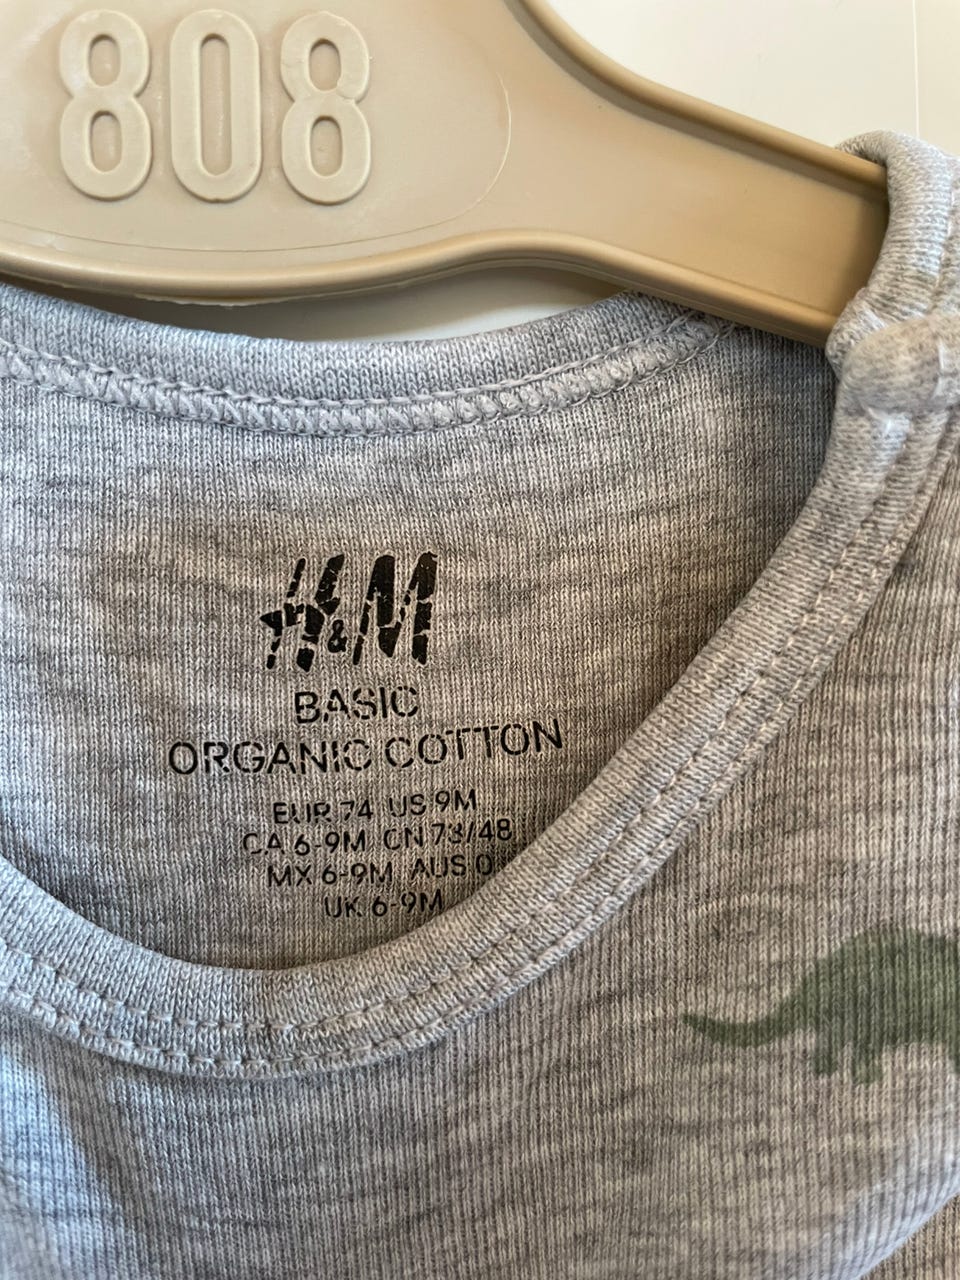 808
H&M
BASIC
ORGANIC COTTON
EUR 74 US 9M
CA 6-9M CN 73/48
MX 6-9M AUS 0
UK 6-9M